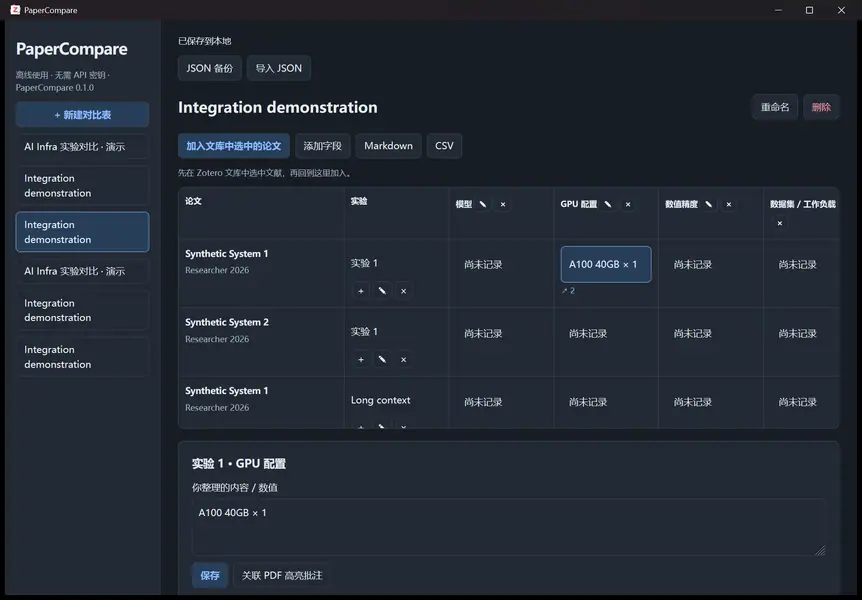 PaperCompare
PaperCompare
离线使用 · 无需 API 密钥 ·
PaperCompare 0.1.0
+ 新建对比表
AI Infra 实验对比 · 演示
Integration
demonstration
Integration
demonstration
AI Infra 实验对比 · 演示
Integration
demonstration
Integration
demonstration
已保存到本地
JSON 备份
导入 JSON
Integration demonstration
重命名
删除
加入文库中选中的论文
添加字段
Markdown
CSV
先在 Zotero 文库中选中文献，再回到这里加入。
论文
实验
模型
GPU 配置
数值精度
数据集 / 工作负载
Synthetic System 1
Researcher 2026
实验 1
尚未记录
A100 40GB × 1
↗ 2
尚未记录
尚未记录
Synthetic System 2
Researcher 2026
实验 1
尚未记录
尚未记录
尚未记录
尚未记录
Synthetic System 1
Researcher 2026
Long context
尚未记录
尚未记录
尚未记录
尚未记录
实验 1 • GPU 配置
你整理的内容 / 数值
A100 40GB × 1
保存
关联 PDF 高亮批注